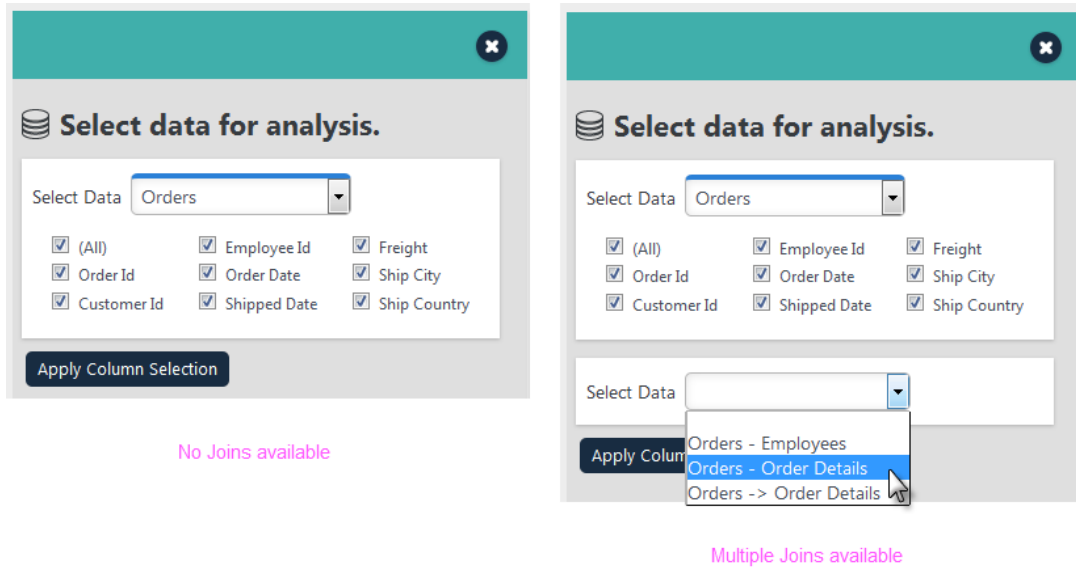 Select data for analysis.
Select Data Orders
(All) Employee Id Freight
Order Id Order Date Ship City
Customer Id Shipped Date Ship Country
Apply Column Selection
No Joins available
Select data for analysis.
Select Data Orders
(All) Employee Id Freight
Order Id Order Date Ship City
Customer Id Shipped Date Ship Country
Select Data
Orders - Employees
Apply Colum
Orders - Order Details
Orders -> Order Details
Multiple Joins available